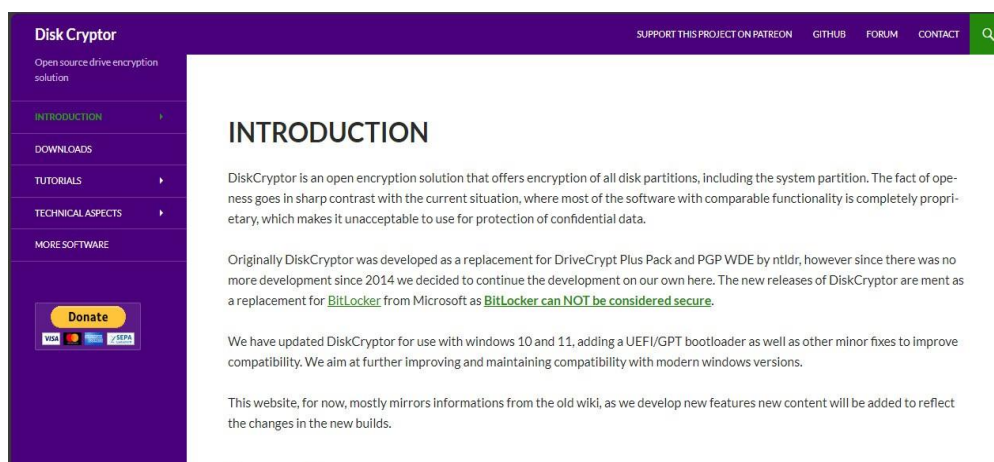 Disk Cryptor
SUPPORT THIS PROJECT ON PATREON GITHUB FORUM CONTACT
Open source drive encryption
solution
INTRODUCTION
DOWNLOADS
TUTORIALS
TECHNICAL ASPECTS
MORE SOFTWARE
Donate
VISA
SEPA
INTRODUCTION
DiskCryptor is an open encryption solution that offers encryption of all disk partitions, including the system partition. The fact of ope-
ness goes in sharp contrast with the current situation, where most of the software with comparable functionality is completely propri-
etary, which makes it unacceptable to use for protection of confidential data.
Originally DiskCryptor was developed as a replacement for DriveCrypt Plus Pack and PGP WDE by ntldr, however since there was no
more development since 2014 we decided to continue the development on our own here. The new releases of DiskCryptor are ment as
a replacement for BitLocker from Microsoft as BitLocker can NOT be considered secure.
We have updated DiskCryptor for use with windows 10 and 11, adding a UEFI/GPT bootloader as well as other minor fixes to improve
compatibility. We aim at further improving and maintaining compatibility with modern windows versions.
This website, for now, mostly mirrors informations from the old wiki, as we develop new features new content will be added to reflect
the changes in the new builds.